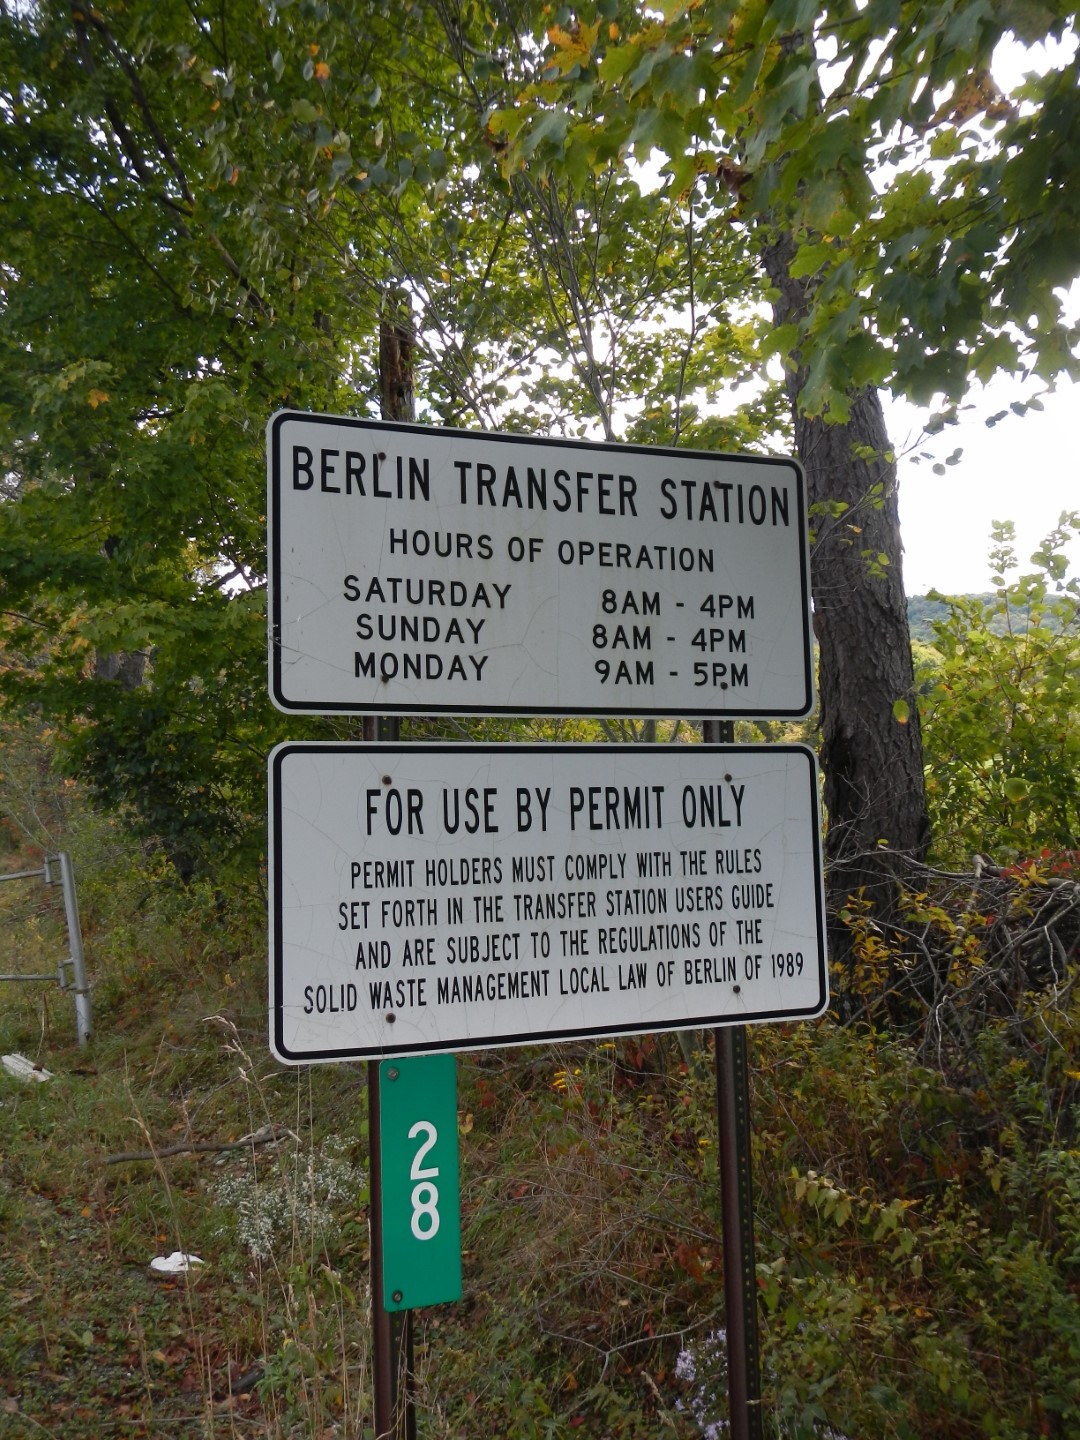 BERLIN TRANSFER STATION
HOURS OF OPERATION
SATURDAY 8AM - 4PM
SUNDAY 8AM - 4PM
MONDAY 9AM - 5PM
FOR USE BY PERMIT ONLY
PERMIT HOLDERS MUST COMPLY WITH THE RULES
SET FORTH IN THE TRANSFER STATION USERS GUIDE
AND ARE SUBJECT TO THE REGULATIONS OF THE
SOLID WASTE MANAGEMENT LOCAL LAW OF BERLIN OF 1989
28